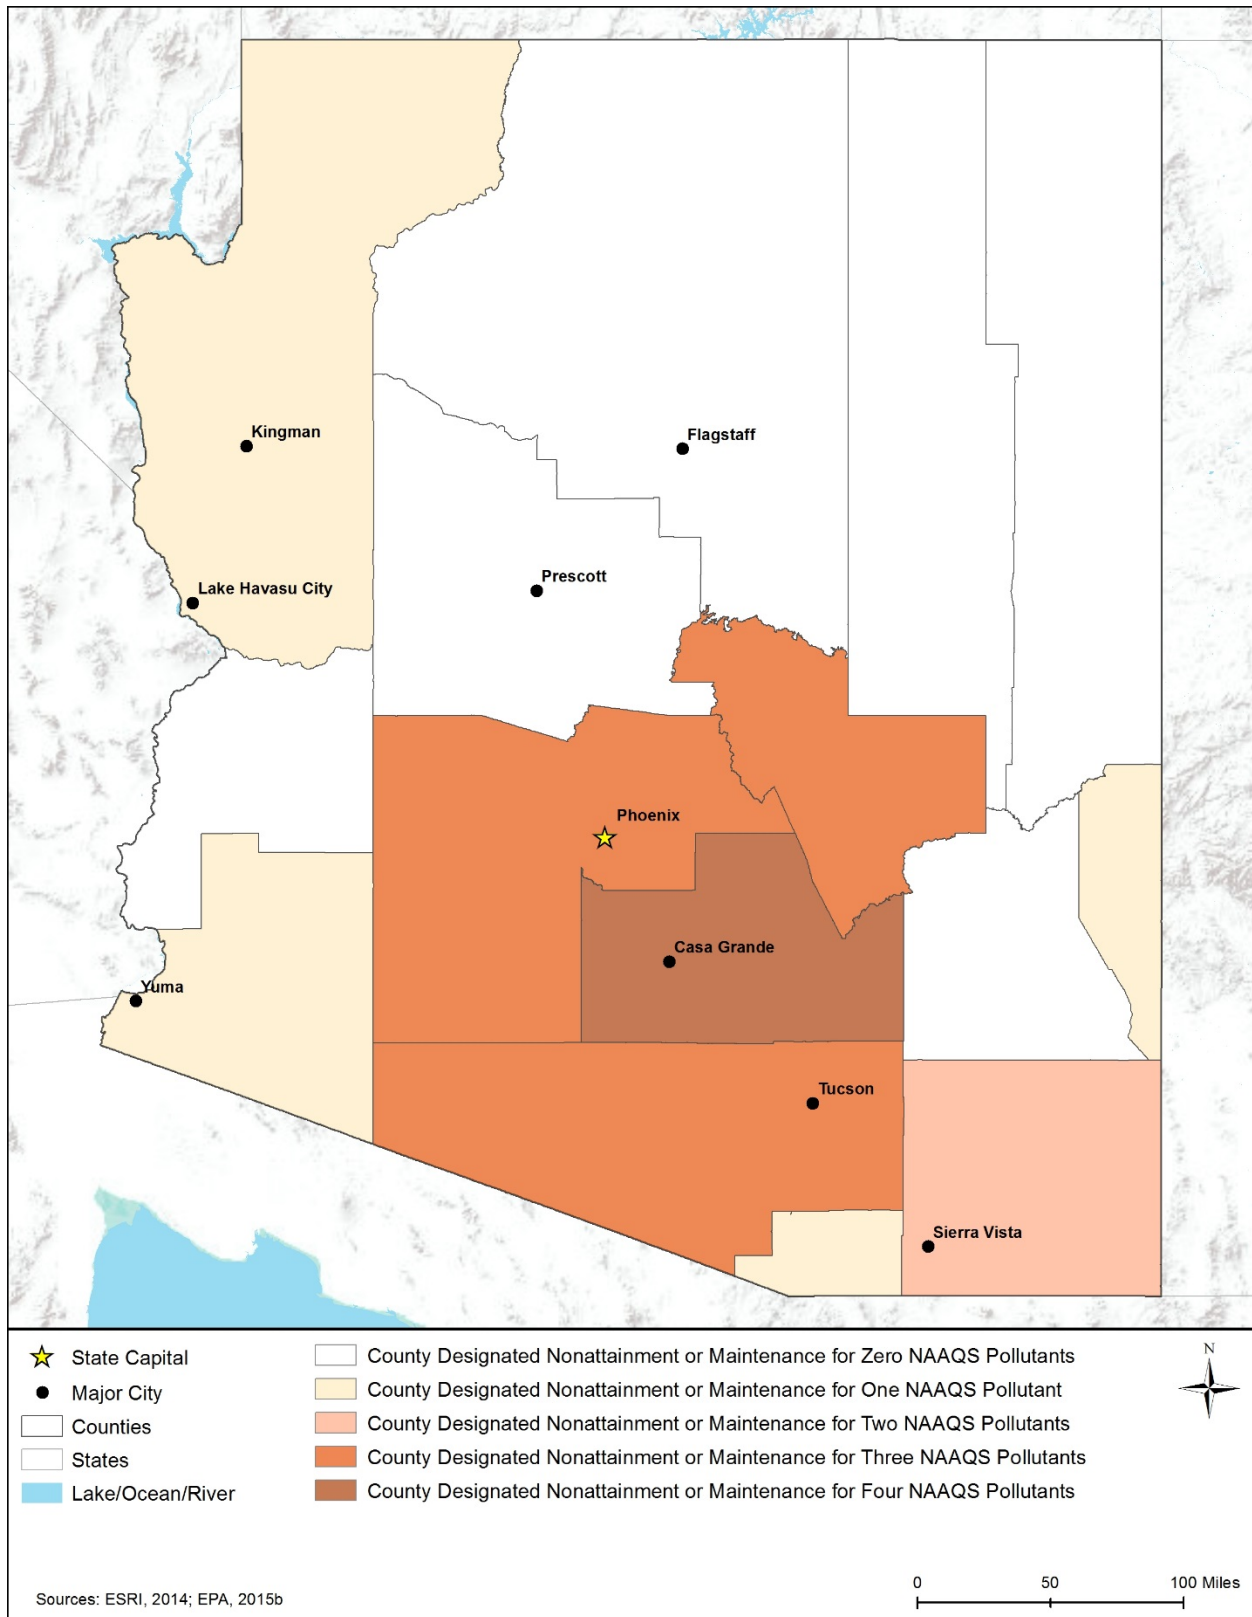 Kingman
Flagstaff
Prescott
Lake Havasu City
Phoenix
Casa Grande
Yuma
Tucson
Sierra Vista
State Capital
Major City
Counties
States
Lake/Ocean/River
County Designated Nonattainment or Maintenance for Zero NAAQS Pollutants
County Designated Nonattainment or Maintenance for One NAAQS Pollutant
County Designated Nonattainment or Maintenance for Two NAAQS Pollutants
County Designated Nonattainment or Maintenance for Three NAAQS Pollutants
County Designated Nonattainment or Maintenance for Four NAAQS Pollutants
N
Sources: ESRI, 2014; EPA, 2015b
0 50 100 Miles